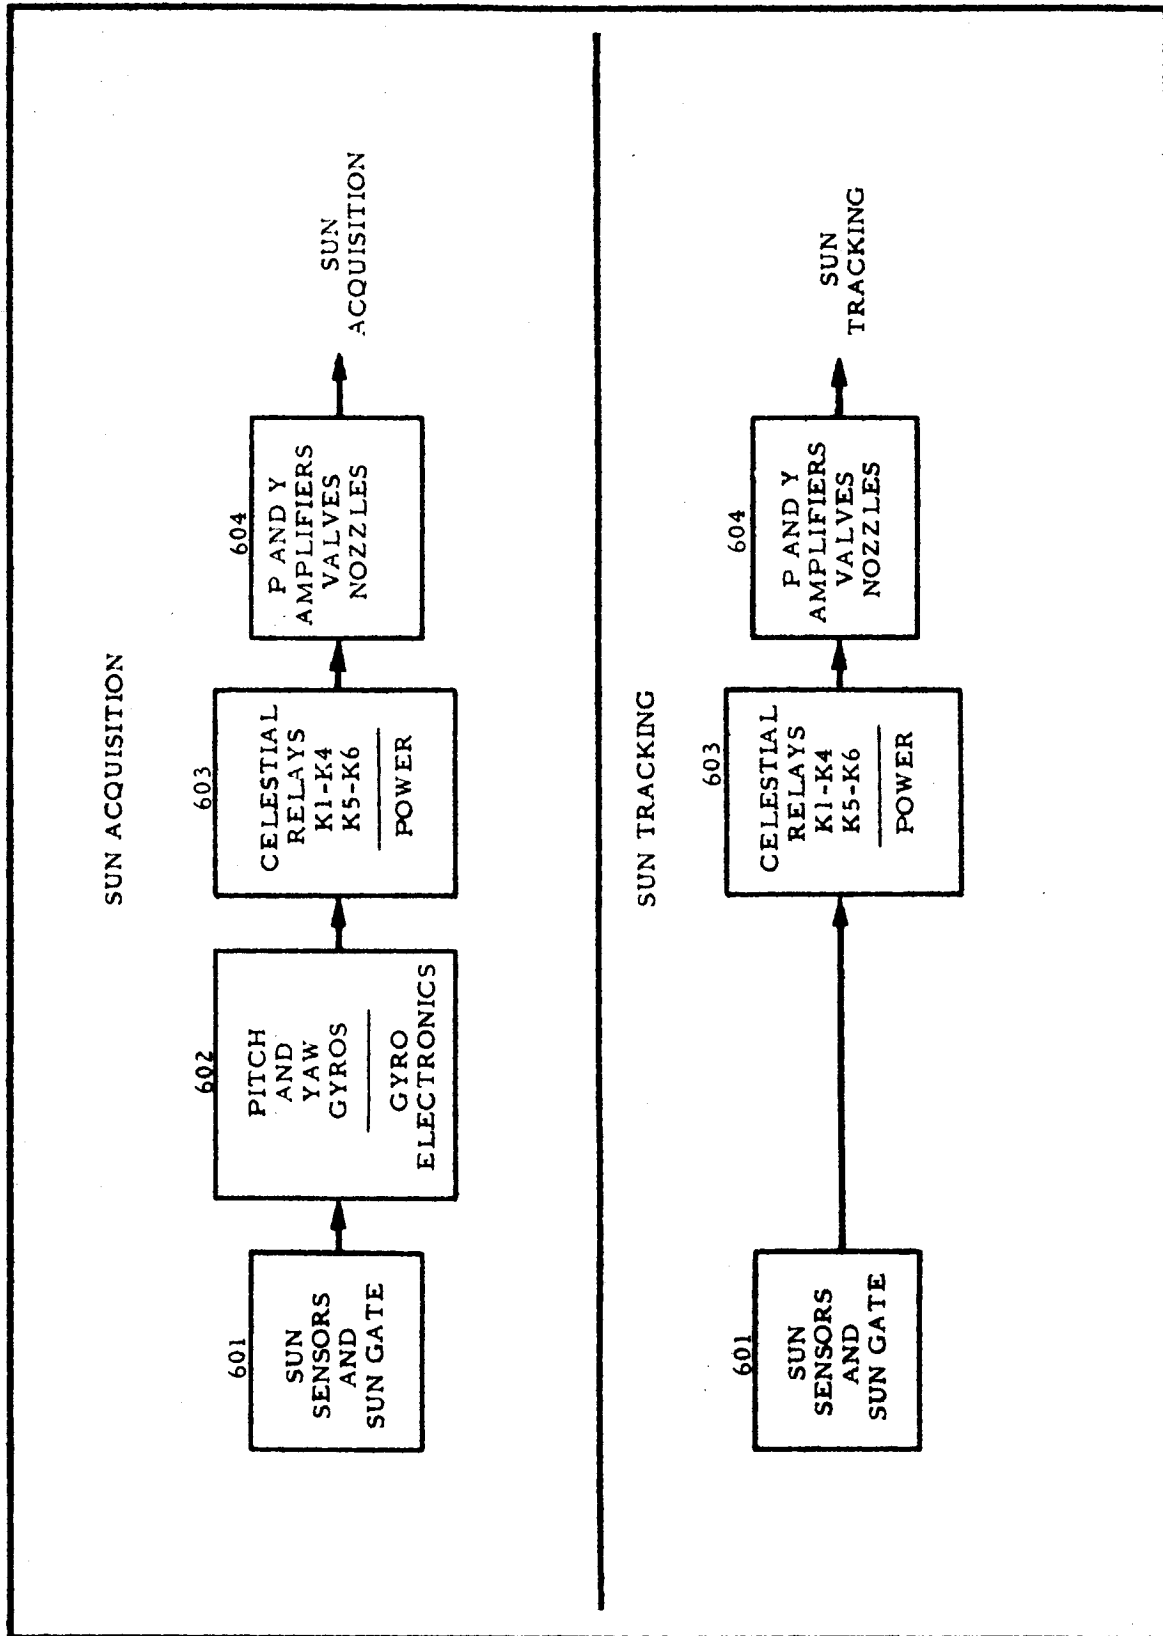 SUN ACQUISITION
601
SUN
SENSORS
AND
SUN GATE
602
PITCH
AND
YAW
GYROS
GYRO
ELECTRONICS
603
CELESTIAL
RELAYS
K1-K4
K5-K6
POWER
604
P AND Y
AMPLIFIERS
VALVES
NOZZLES
SUN
ACQUISITION
SUN TRACKING
601
SUN
SENSORS
AND
SUN GATE
603
CELESTIAL
RELAYS
K1-K4
K5-K6
POWER
604
P AND Y
AMPLIFIERS
VALVES
NOZZLES
SUN
TRACKING